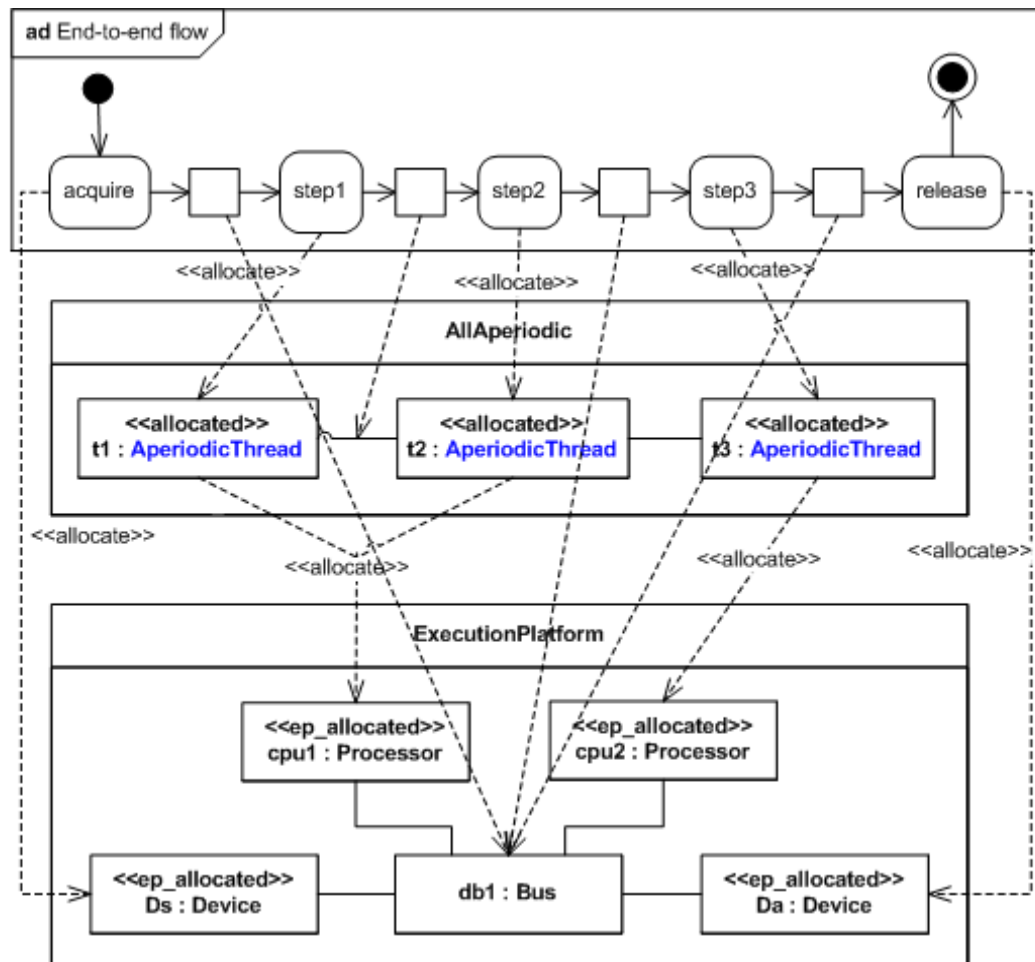 ad End-to-end flow
acquire
step1
step2
step3
release
<<allocate>>
<<allocate>>
<<allocate>>
AllAperiodic
<<allocated>>
t1 : AperiodicThread
<<allocated>>
t2 : AperiodicThread
<<allocated>>
t3 : AperiodicThread
<<allocate>>
<<allocate>>
<<allocate>>
<<allocate>>
ExecutionPlatform
<<ep_allocated>>
cpu1 : Processor
<<ep_allocated>>
cpu2 : Processor
<<ep_allocated>>
Ds : Device
db1 : Bus
<<ep_allocated>>
Da : Device